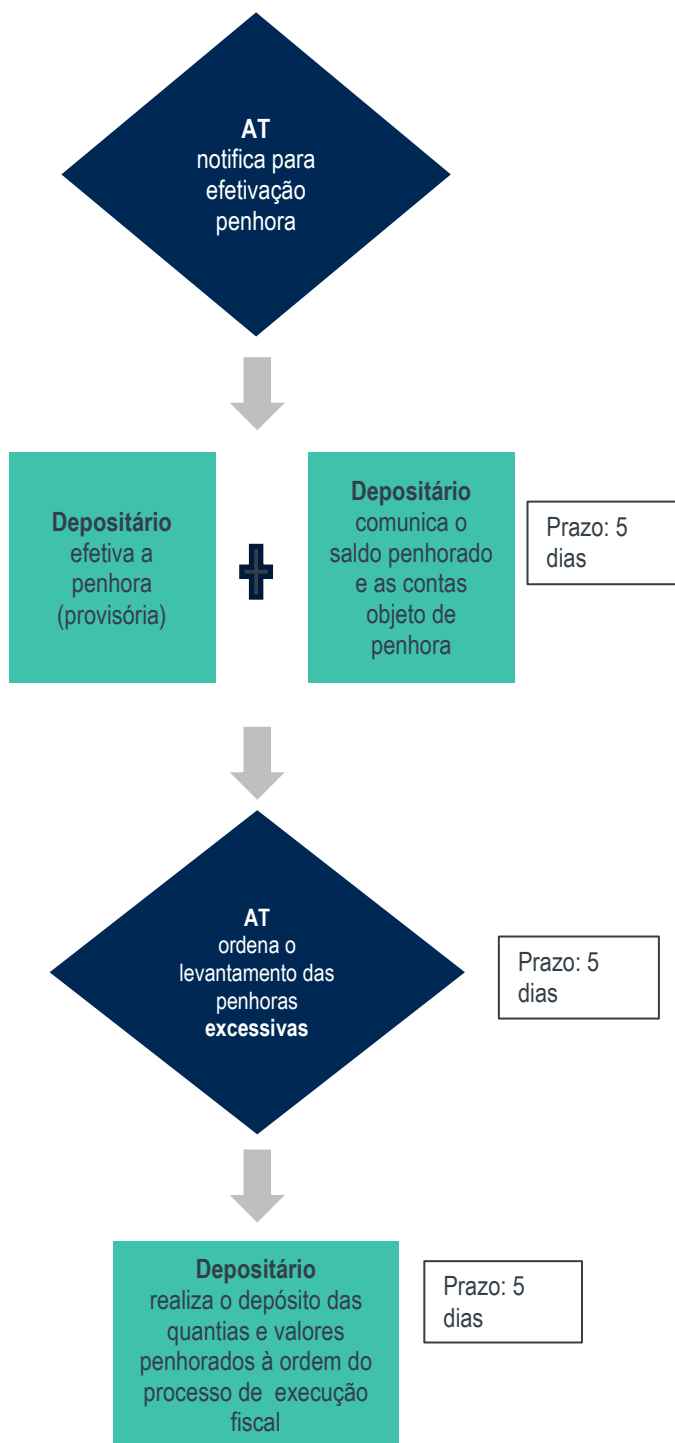 AT
notifica para
efetivação
penhora
Depositário
efetiva a
penhora
(provisória)
Depositário
comunica o
saldo penhorado
e as contas
objeto de
penhora
Prazo: 5
dias
AT
ordena o
levantamento das
penhoras
excessivas
Prazo: 5
dias
Depositário
realiza o depósito das
quantias e valores
penhorados à ordem do
processo de execução
fiscal
Prazo: 5
dias